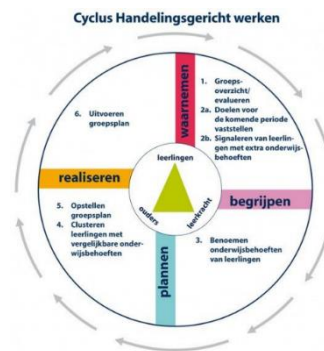 Cyclus Handelingsgericht werken
waarnemen
1. Groeps-
overzicht/
evalueren
2a. Doelen voor
de komende periode
vaststellen
2b. Signaleren van leerlin-
gen met extra onderwijs-
behoeften
begrijpen
3. Benoemen
onderwijsbehoeften
van leerlingen
plannen
4. Clusteren
leerlingen met
vergelijkbare onder-
wijsbehoeften
5. Opstellen
groepsplan
realiseren
6. Uitvoeren
groepsplan
leerlingen
leerkracht
ouders